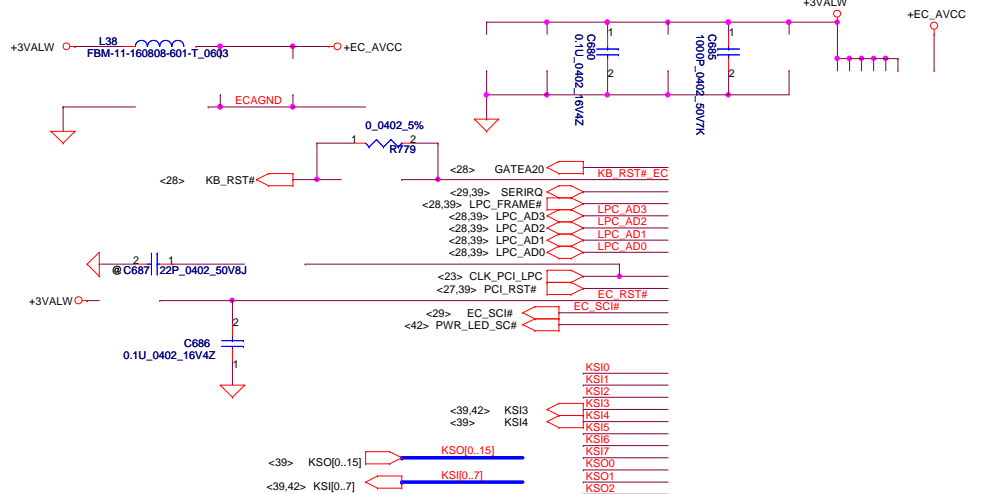 +3VALW
+EC_AVCC
+3VALW
L38
FBM-11-160808-601-T_0603
+EC_AVCC
1
C680
0.1U_0402_16V4Z
2
1
C685
1000P_0402_50V7K
2
ECAGND
0_0402_5%
1
2
R779
<28> GATEA20
KB_RST#_EC
<28> KB_RST#
<29,39> SERIRQ
<28,39> LPC_FRAME#
<28,39> LPC_AD3
LPC_AD3
<28,39> LPC_AD2
LPC_AD2
<28,39> LPC_AD1
LPC_AD1
<28,39> LPC_AD0
LPC_AD0
2
1
@C687
22P_0402_50V8J
<23> CLK_PCI_LPC
<27,39> PCI_RST#
EC_RST#
+3VALW
<29> EC_SCI#
EC_SCI#
<42> PWR_LED_SC#
2
C686
0.1U_0402_16V4Z
1
KSI0
KSI1
KSI2
<39,42> KSI3
KSI3
<39> KSI4
KSI4
KSI5
KSI6
KSI7
<39> KSO[0..15]
KSO[0..15]
KSO0
KSO1
<39,42> KSI[0..7]
KSI[0..7]
KSO2